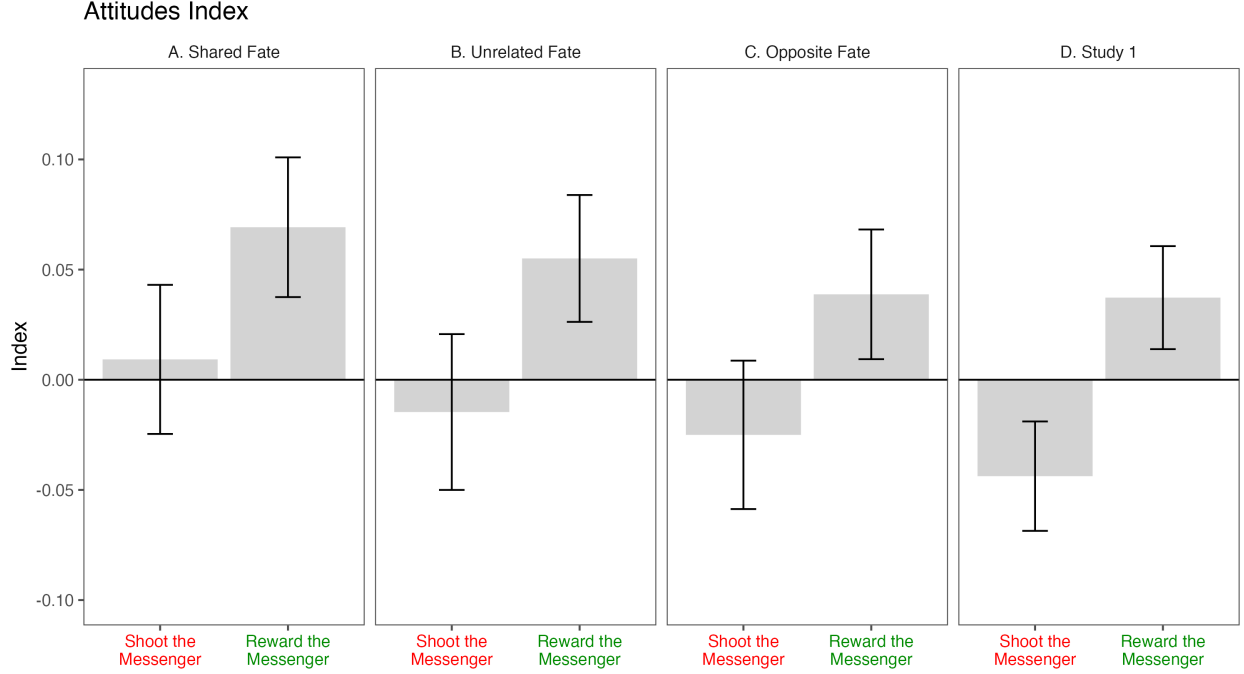 Attitudes Index
A. Shared Fate
B. Unrelated Fate
C. Opposite Fate
D. Study 1
Index
0.10
0.05
0.00
-0.05
-0.10
Shoot the
Messenger
Reward the
Messenger
Shoot the
Messenger
Reward the
Messenger
Shoot the
Messenger
Reward the
Messenger
Shoot the
Messenger
Reward the
Messenger